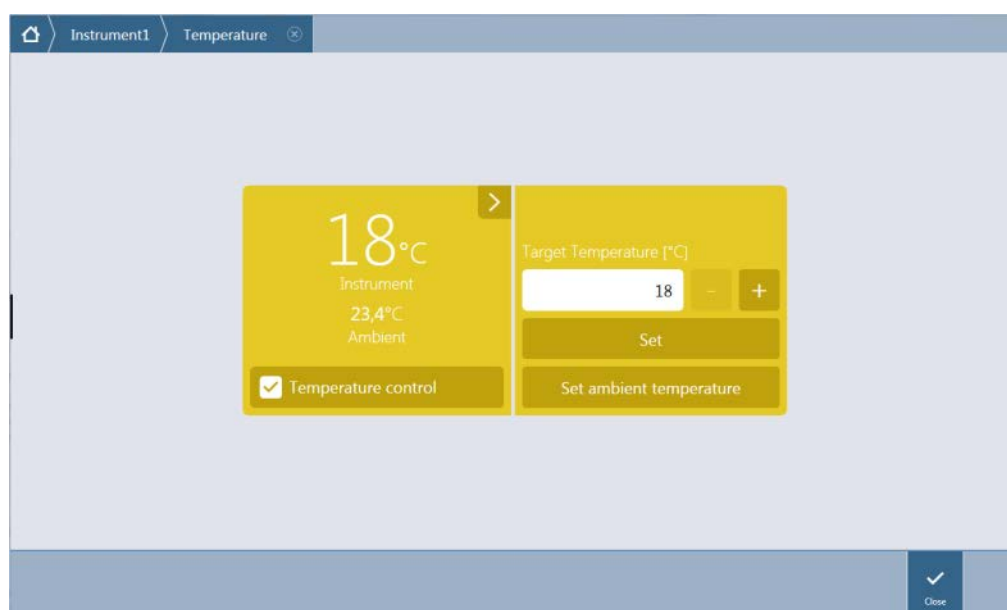 Instrument1
Temperature
18°C
Instrument
23,4°C
Ambient
Temperature control
Target Temperature [°C]
18
-
+
Set
Set ambient temperature
Close